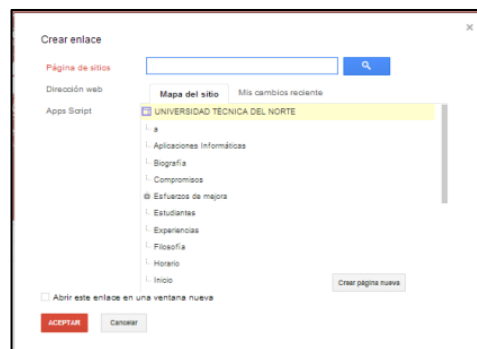 Crear enlace
Página de sitios
Dirección web
Apps Script
Mapa del sitio
Mis cambios reciente
UNIVERSIDAD TECNICA DEL NORTE
a
Aplicaciones Informáticas
Biografía
Compromisos
Esfuerzos de mejora
Estudiantes
Experiencias
Filosofía
Horario
Inicio
Crear página nueva
Abrir este enlace en una ventana nueva
ACEPTAR
Cancelar